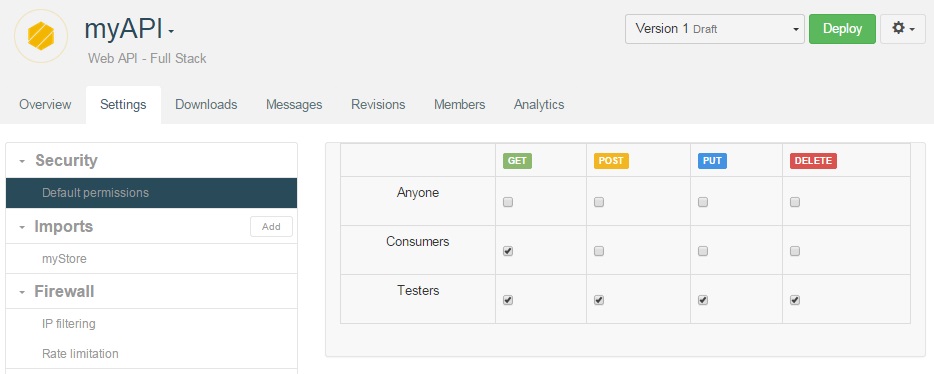 myAPI
Web API - Full Stack
Version 1 Draft
Deploy
Overview Settings Downloads Messages Revisions Members Analytics
Security
Default permissions
Imports Add
myStore
Firewall
IP filtering
Rate limitation
GET POST PUT DELETE
Anyone
Consumers
Testers